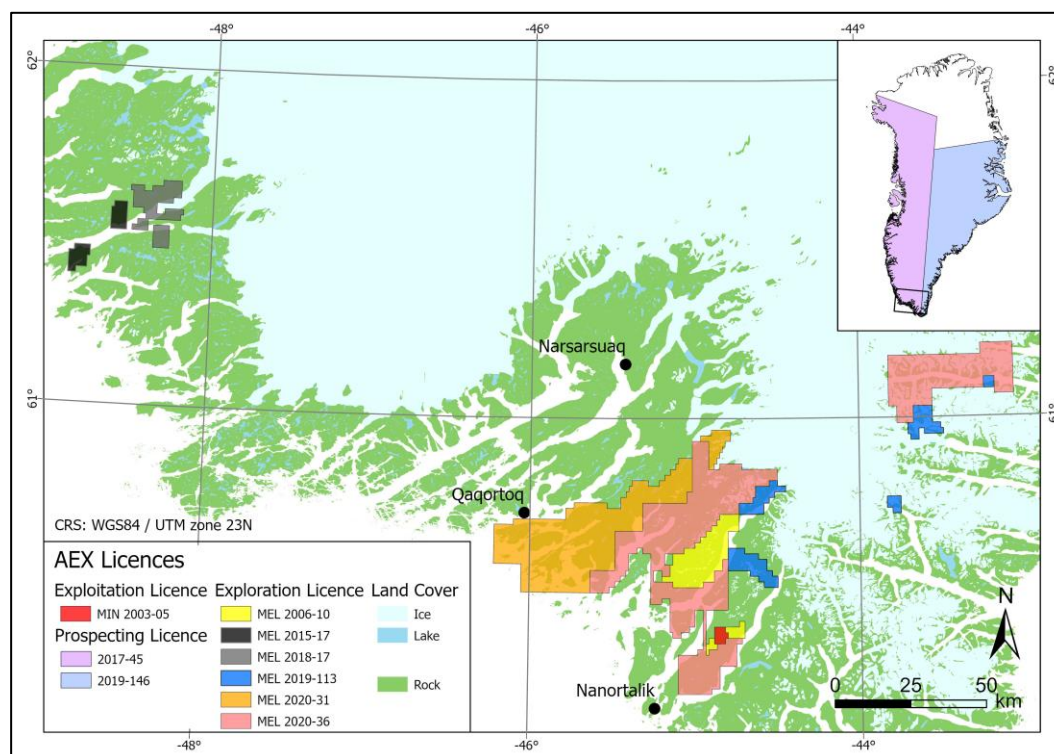 -48°
-46°
-44°
62°
62°
61°
61°
Narsarsuaq
Qaqortoq
Nanortalik
CRS: WGS84 / UTM zone 23N
AEX Licences
Exploitation Licence
MIN 2003-05
Prospecting Licence
2017-45
2019-146
Exploration Licence
MEL 2006-10
MEL 2015-17
MEL 2018-17
MEL 2019-113
MEL 2020-31
MEL 2020-36
Land Cover
Ice
Lake
Rock
N
0 25 50
km
-48°
-46°
-44°